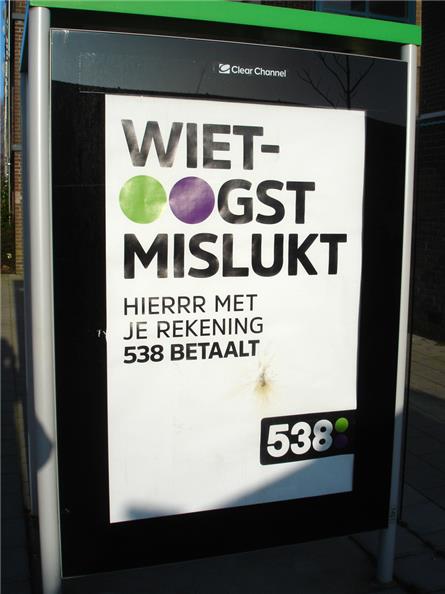 Clear Channel
WIET-
OOGST
MISLUKT
HIERRR MET
JE REKENING
538 BETAALT
538